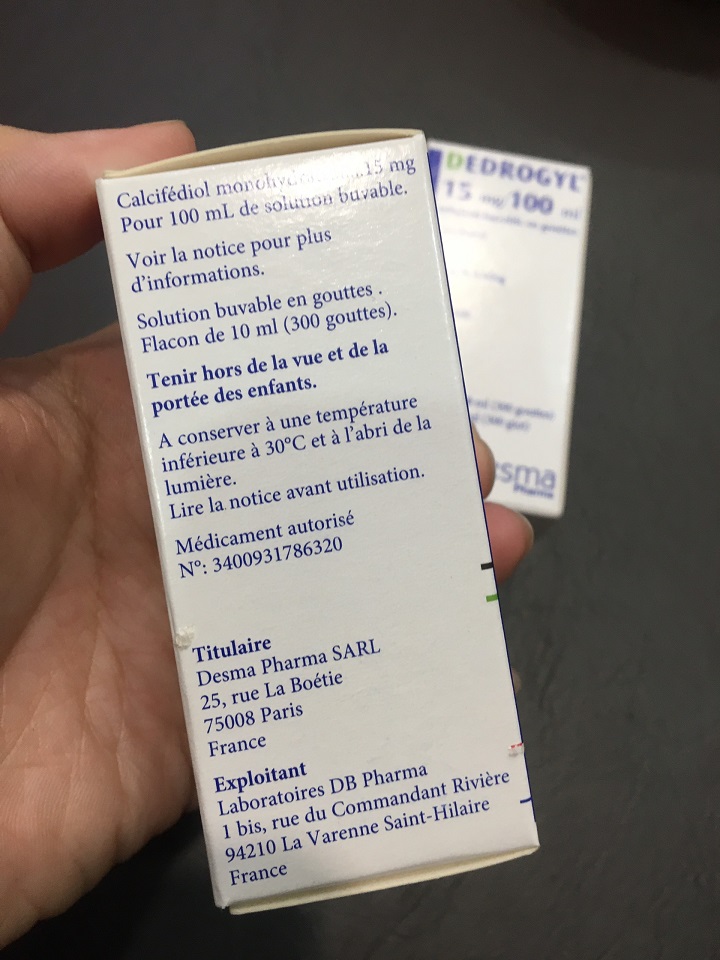 Calcifédiol 15 mg
Pour 100 mL de solution buvable.
Voir la notice pour plus
d'informations.
Solution buvable en gouttes .
Flacon de 10 ml (300 gouttes).
Tenir hors de la vue et de la
portée des enfants.
A conserver à une température
inférieure à 30°C et à l'abri de la
lumière.
Lire la notice avant utilisation.
Médicament autorisé
N°: 3400931786320
Titulaire
Desma Pharma SARL
25, rue La Boétie
75008 Paris
France
Exploitant
Laboratoires DB Pharma
1 bis, rue du Commandant Rivière
94210 La Varenne Saint-Hilaire
France
DEDROGYL
15 mg/100 ml
Pharma